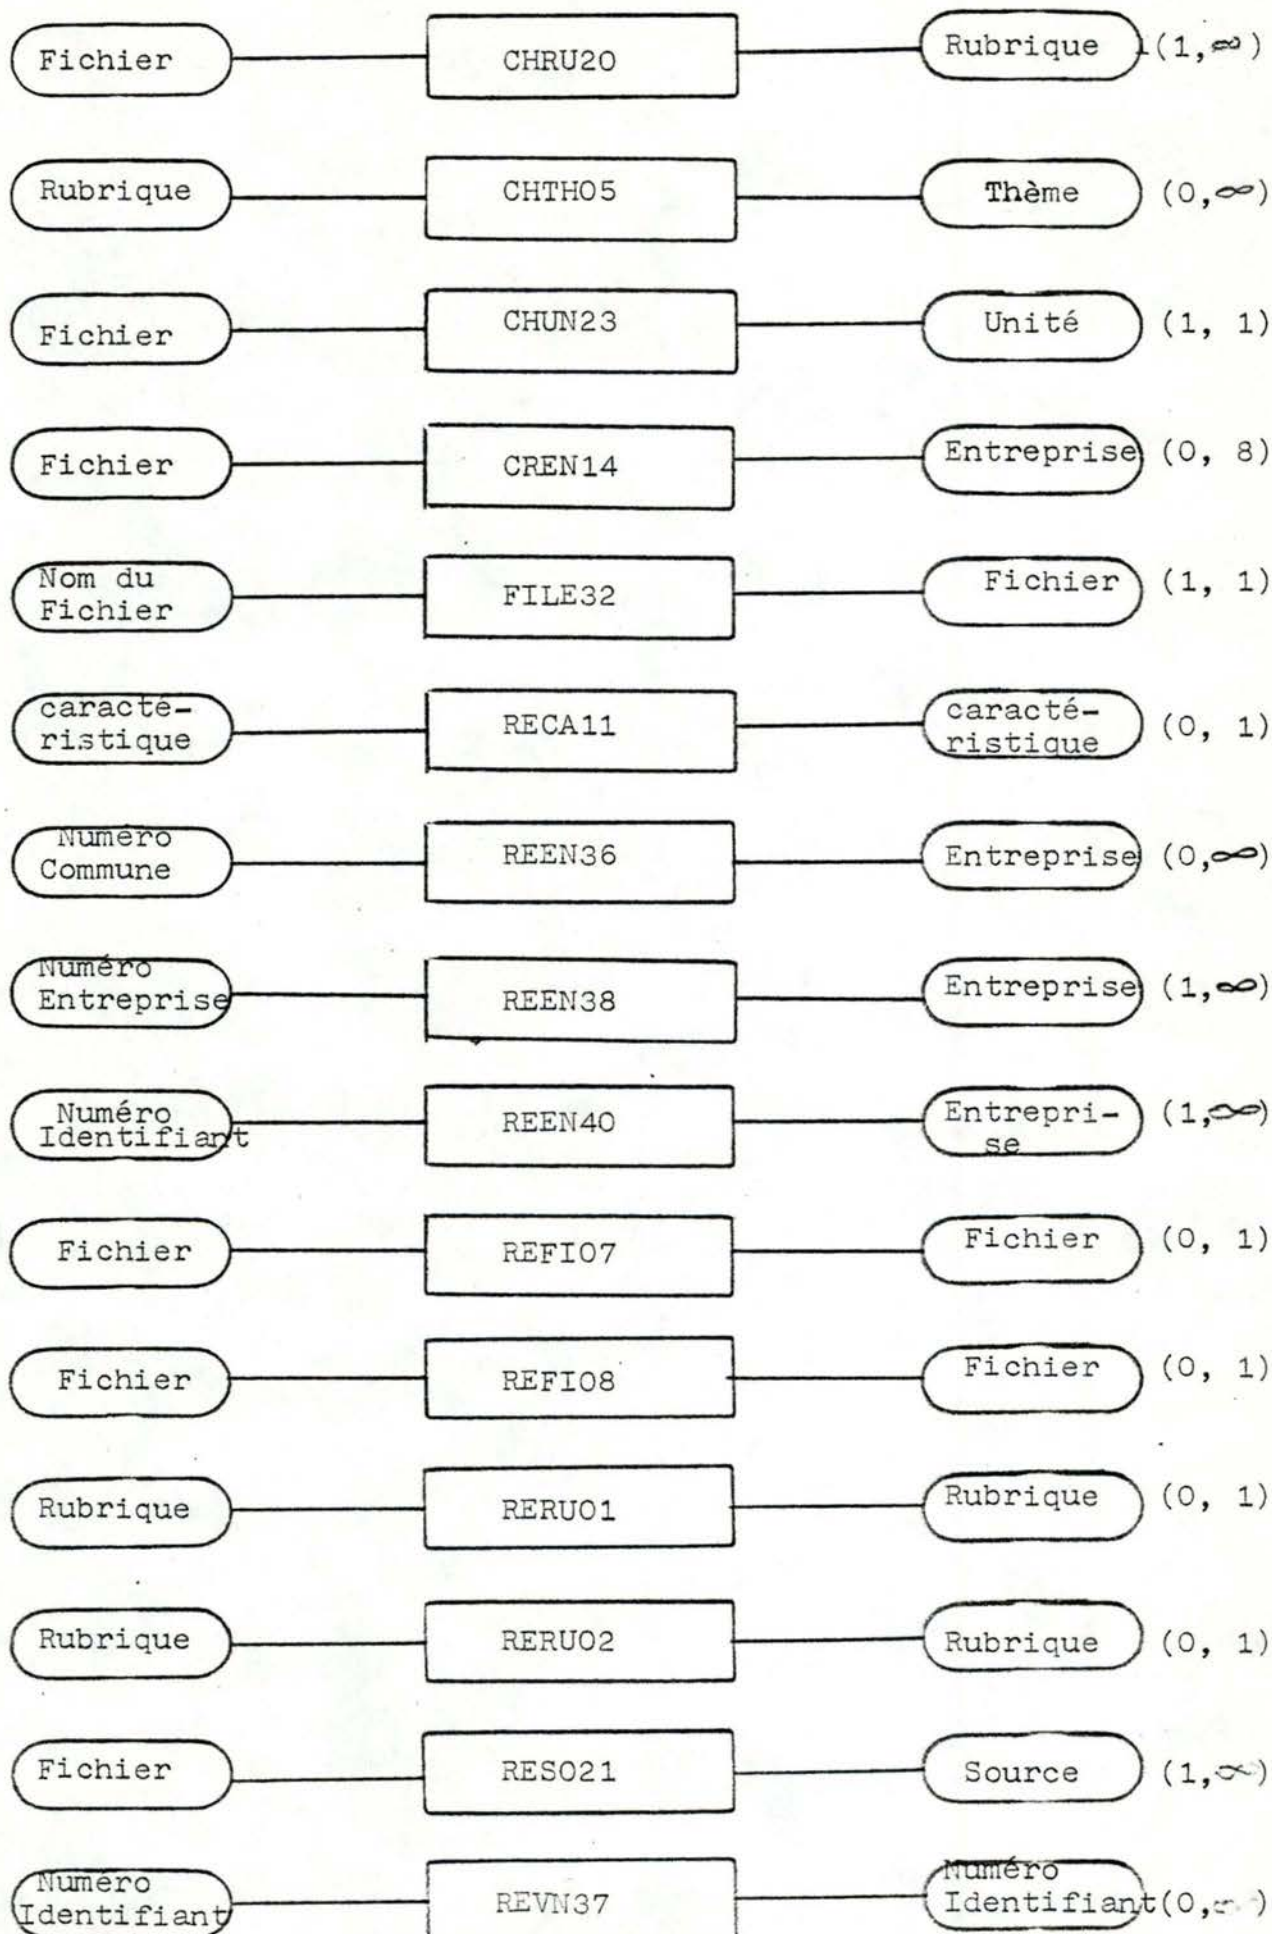 Fichier CHRU20 Rubrique (1,∞)
Rubrique CHTH05 Thème (0,∞)
Fichier CHUN23 Unité (1, 1)
Fichier CREN14 Entreprise (0, 8)
Nom du
Fichier FILE32 Fichier (1, 1)
caracté-
ristique RECA11 caracté-
ristique (0, 1)
Numéro
Commune REEN36 Entreprise (0,∞)
Numéro
Entreprise REEN38 Entreprise (1,∞)
Numéro
Identifiant REEN40 Entrepri-
se (1,∞)
Fichier REFI07 Fichier (0, 1)
Fichier REFI08 Fichier (0, 1)
Rubrique RERU01 Rubrique (0, 1)
Rubrique RERU02 Rubrique (0, 1)
Fichier RESO21 Source (1,∞)
Numéro
Identifiant REVN37 Numéro
Identifiant (0,∞)